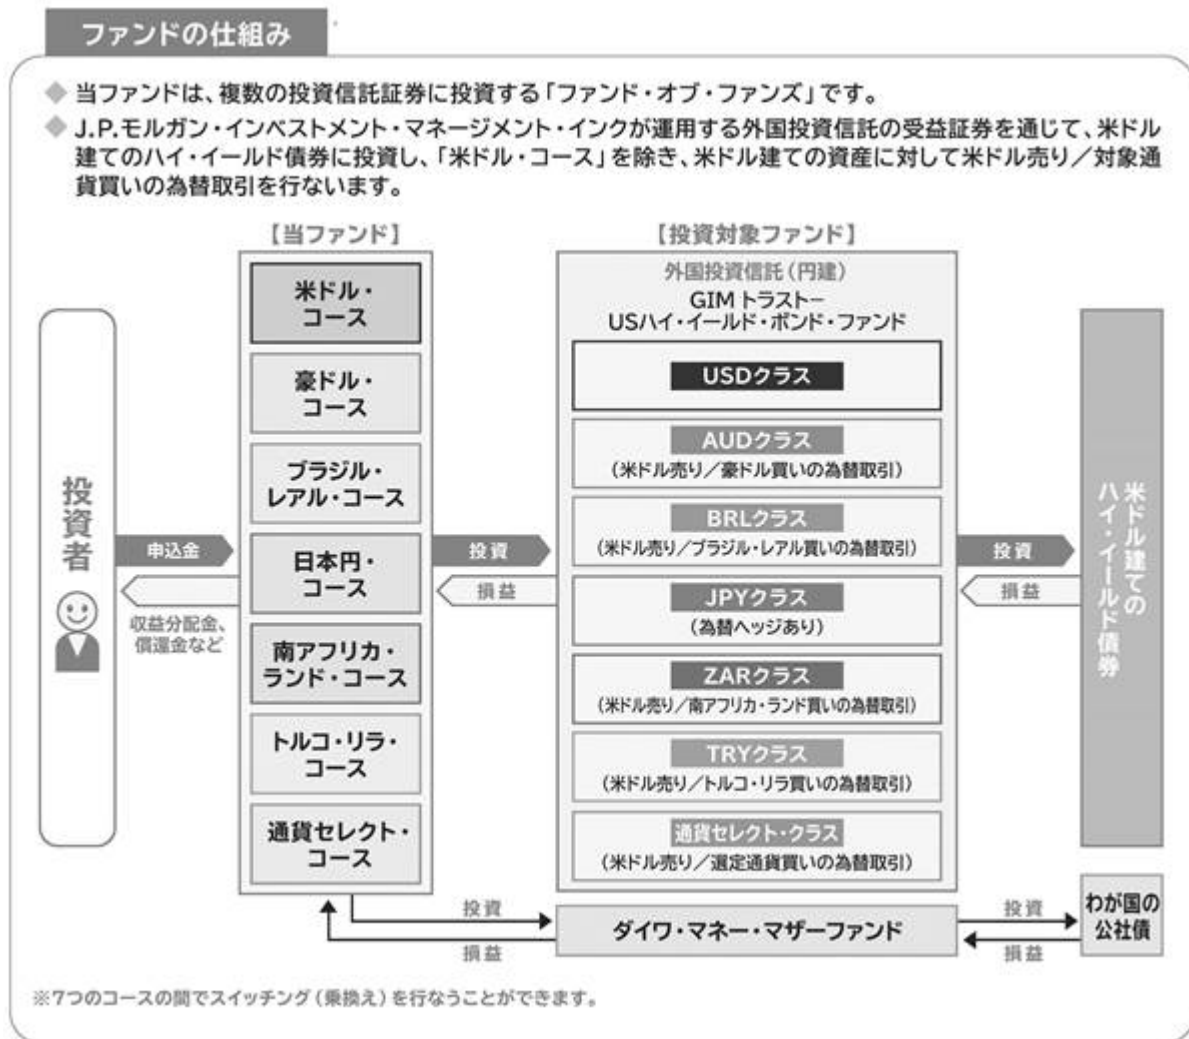 ファンドの仕組み
◆ 当ファンドは、複数の投資信託証券に投資する「ファンド・オブ・ファンズ」です。
◆ J.P.モルガン・インベストメント・マネージメント・インクが運用する外国投資信託の受益証券を通じて、米ドル
建てのハイ・イールド債券に投資し、「米ドル・コース」を除き、米ドル建ての資産に対して米ドル売り／対象通
貨買いの為替取引を行ないます。
【当ファンド】
米ドル・
コース
豪ドル・
コース
ブラジル・
レアル・コース
日本円・
コース
南アフリカ・
ランド・コース
トルコ・リラ・
コース
通貨セレクト・
コース
【投資対象ファンド】
外国投資信託（円建）
GIM トラストー
USハイ・イールド・ボンド・ファンド
USDクラス
AUDクラス
（米ドル売り／豪ドル買いの為替取引）
BRLクラス
（米ドル売り／ブラジル・レアル買いの為替取引）
JPYクラス
（為替ヘッジあり）
ZARクラス
（米ドル売り／南アフリカ・ランド買いの為替取引）
TRYクラス
（米ドル売り／トルコ・リラ買いの為替取引）
通貨セレクト・クラス
（米ドル売り／選定通貨買いの為替取引）
投資者
申込金
収益分配金、
償還金など
投資
損益
投資
損益
米ドル建ての
ハイ・イールド債券
投資
損益
ダイワ・マネー・マザーファンド
投資
損益
わが国の
公社債
※7つのコースの間でスイッチング（乗換え）を行なうことができます。